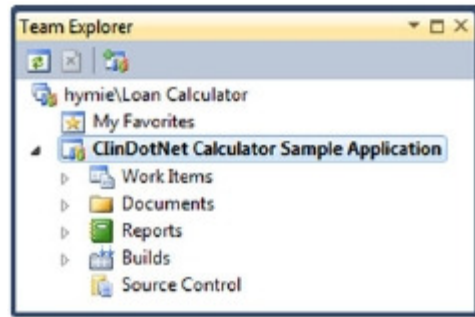 Team Explorer
hymie\Loan Calculator
My Favorites
ClinDotNet Calculator Sample Application
Work Items
Documents
Reports
Builds
Source Control